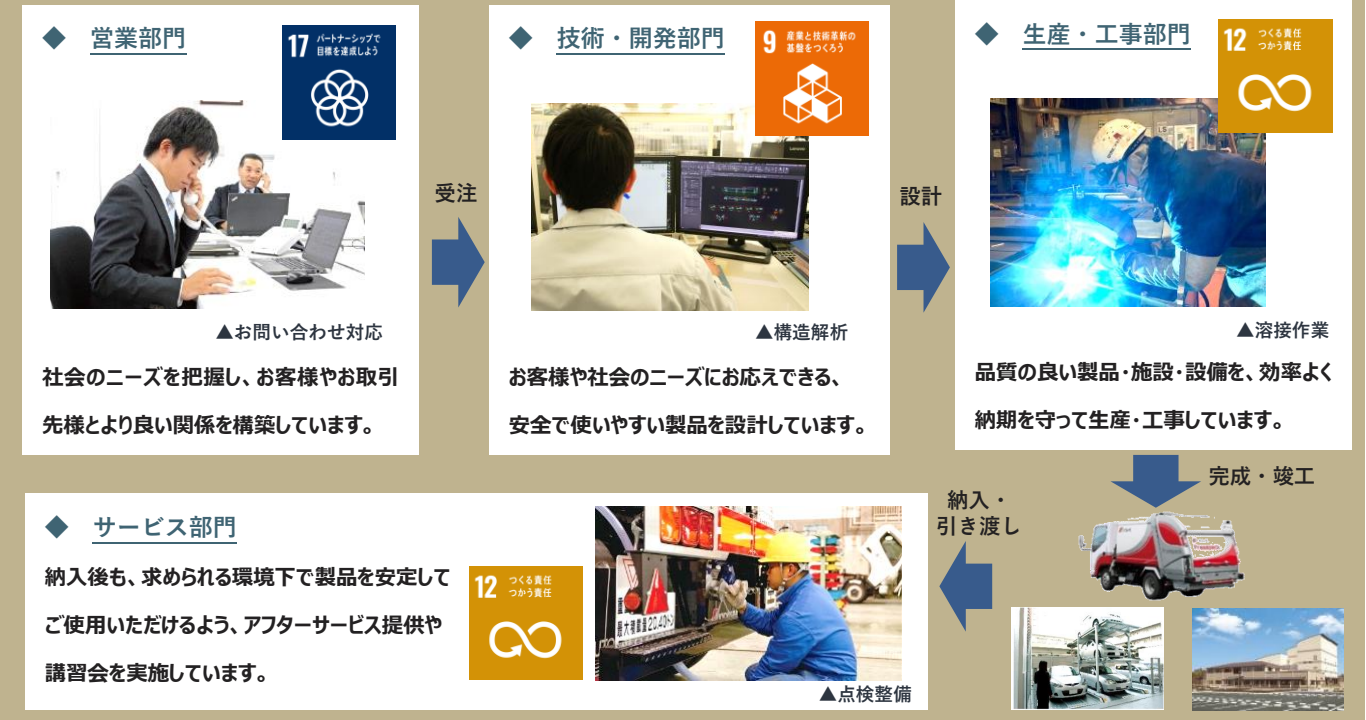 ◆ 営業部門
17 パートナーシップで
目標を達成しよう
▲お問い合わせ対応
社会のニーズを把握し、お客様やお取引
先様とより良い関係を構築しています。
受注
◆ 技術・開発部門
9 産業と技術革新の
基盤をつくろう
▲構造解析
お客様や社会のニーズにお応えできる、
安全で使いやすい製品を設計しています。
設計
◆ 生産・工事部門
12 つくる責任
つかう責任
▲溶接作業
品質の良い製品・施設・設備を、効率よく
納期を守って生産・工事しています。
完成・竣工
納入・
引き渡し
◆ サービス部門
納入後も、求められる環境下で製品を安定して
ご使用いただけるよう、アフターサービス提供や
講習会を実施しています。
12 つくる責任
つかう責任
最大積載量20,40トン
▲点検整備